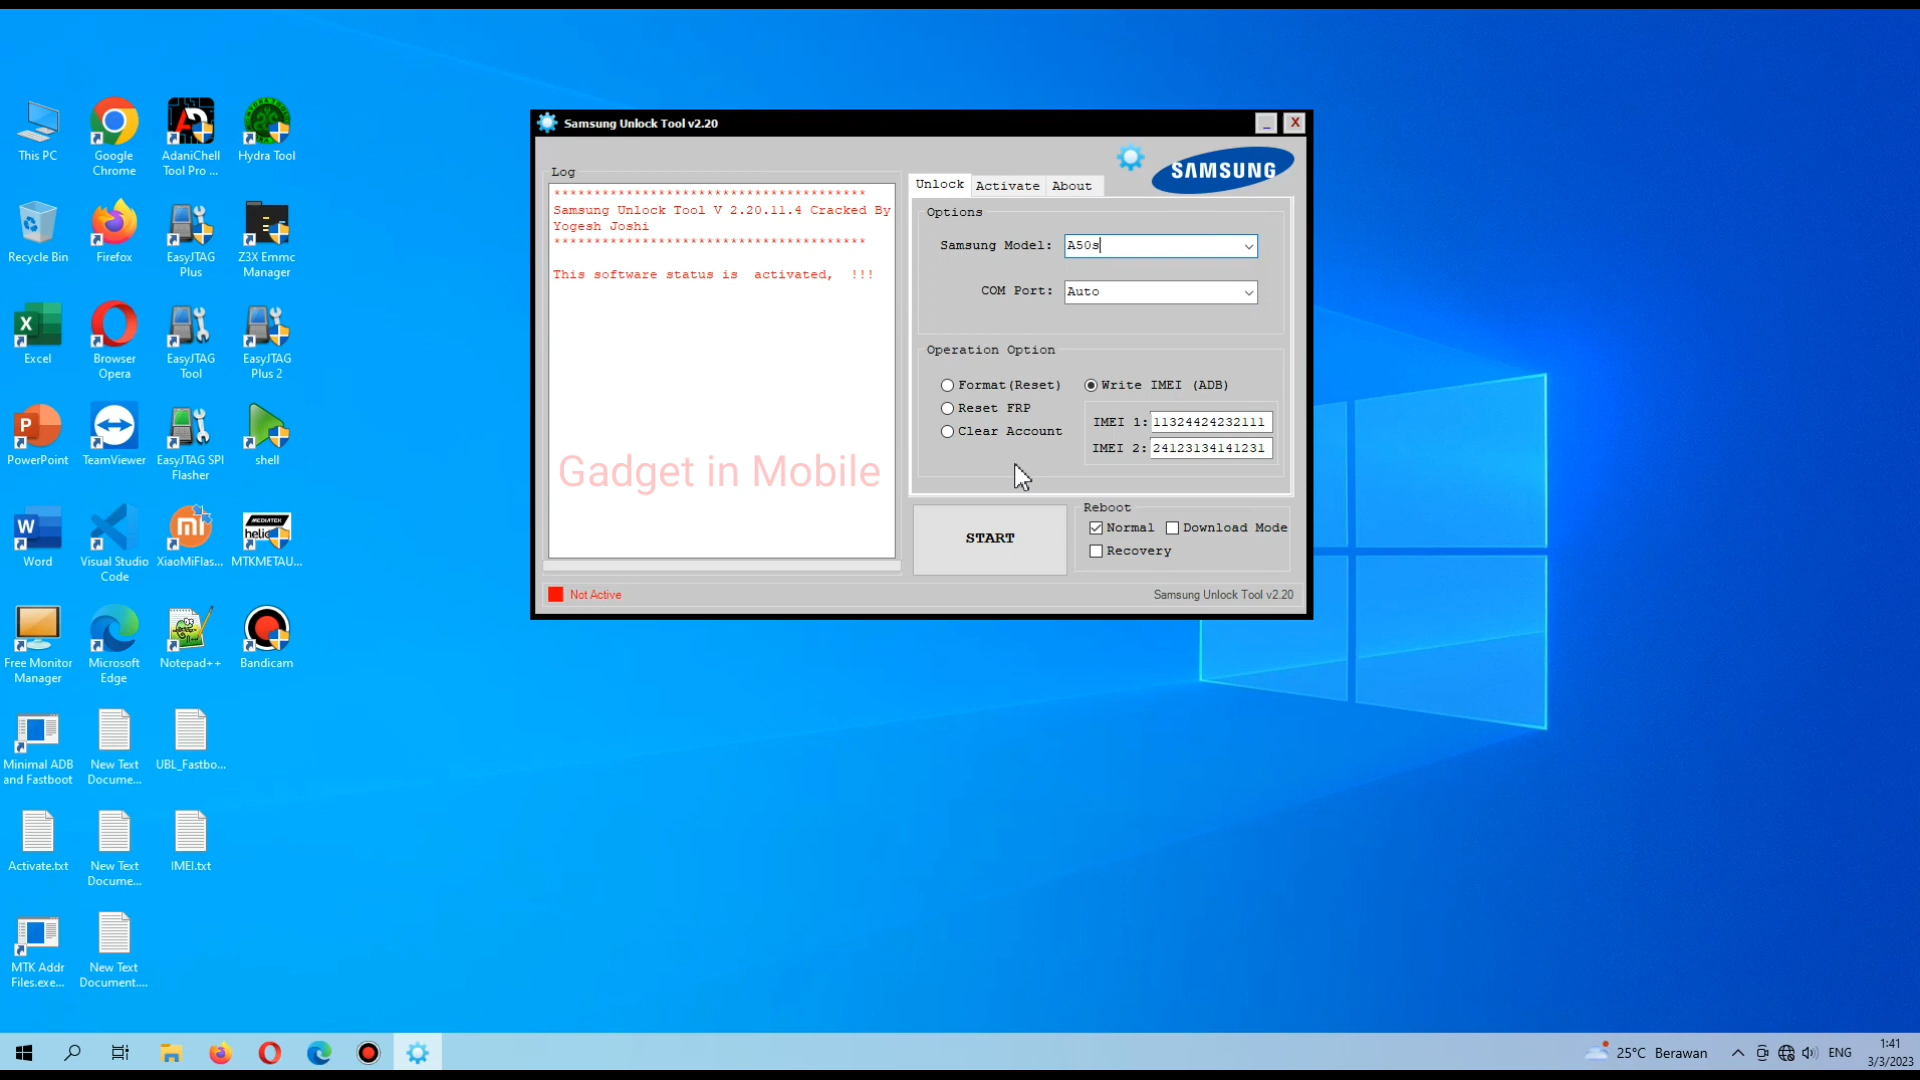 This PC
Google
Chrome
AdaniChell
Tool Pro ...
Hydra Tool
Recycle Bin
Firefox
EasyJTAG
Plus
Z3X Emmc
Manager
Excel
Browser
Opera
EasyJTAG
Tool
EasyJTAG
Plus 2
PowerPoint
TeamViewer
EasyJTAG SPI
Flasher
shell
Word
Visual Studio
Code
XiaoMiFlas...
MTKMETAU...
Free Monitor
Manager
Microsoft
Edge
Notepad++
Bandicam
Minimal ADB
and Fastboot
New Text
Docume...
UBL_Fastbo...
Activate.txt
New Text
Docume...
IMEI.txt
MTK Addr
Files.exe...
New Text
Document....
Samsung Unlock Tool v2.20
_ X
SAMSUNG
Log
****************************************
Samsung Unlock Tool V 2.20.11.4 Cracked By
Yogesh Joshi
****************************************
This software status is activated, !!!
Gadget in Mobile
Unlock Activate About
Options
Samsung Model: A50s
COM Port: Auto
Operation Option
Format(Reset)
Reset FRP
Clear Account
Write IMEI (ADB)
IMEI 1: 11324424232111
IMEI 2: 24123134141231
START
Reboot
Normal Download Mode
Recovery
Not Active
Samsung Unlock Tool v2.20
25°C Berawan
ENG
1:41
3/3/2023